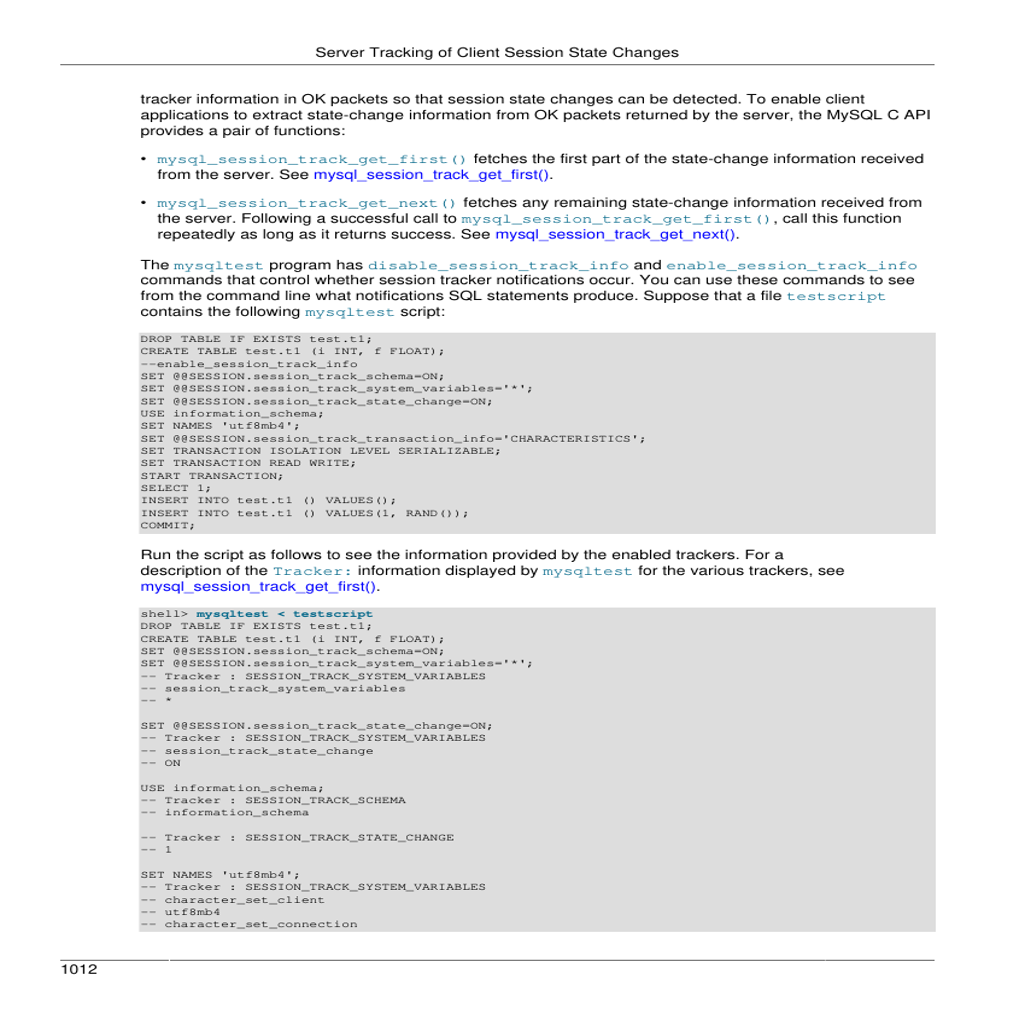 Server Tracking of Client Session State Changes
tracker information in OK packets so that session state changes can be detected. To enable client
applications to extract state-change information from OK packets returned by the server, the MySQL C API
provides a pair of functions:
• mysql_session_track_get_first() fetches the first part of the state-change information received
from the server. See mysql_session_track_get_first().
• mysql_session_track_get_next() fetches any remaining state-change information received from
the server. Following a successful call to mysql_session_track_get_first(), call this function
repeatedly as long as it returns success. See mysql_session_track_get_next().
The mysqltest program has disable_session_track_info and enable_session_track_info
commands that control whether session tracker notifications occur. You can use these commands to see
from the command line what notifications SQL statements produce. Suppose that a file testscript
contains the following mysqltest script:
DROP TABLE IF EXISTS test.t1;
CREATE TABLE test.t1 (i INT, f FLOAT);
--enable_session_track_info
SET @@SESSION.session_track_schema=ON;
SET @@SESSION.session_track_system_variables='*';
SET @@SESSION.session_track_state_change=ON;
USE information_schema;
SET NAMES 'utf8mb4';
SET @@SESSION.session_track_transaction_info='CHARACTERISTICS';
SET TRANSACTION ISOLATION LEVEL SERIALIZABLE;
SET TRANSACTION READ WRITE;
START TRANSACTION;
SELECT 1;
INSERT INTO test.t1 () VALUES();
INSERT INTO test.t1 () VALUES(1, RAND());
COMMIT;
Run the script as follows to see the information provided by the enabled trackers. For a
description of the Tracker: information displayed by mysqltest for the various trackers, see
mysql_session_track_get_first().
shell> mysqltest < testscript
DROP TABLE IF EXISTS test.t1;
CREATE TABLE test.t1 (i INT, f FLOAT);
SET @@SESSION.session_track_schema=ON;
SET @@SESSION.session_track_system_variables='*';
-- Tracker : SESSION_TRACK_SYSTEM_VARIABLES
-- session_track_system_variables
-- *
SET @@SESSION.session_track_state_change=ON;
-- Tracker : SESSION_TRACK_SYSTEM_VARIABLES
-- session_track_state_change
-- ON
USE information_schema;
-- Tracker : SESSION_TRACK_SCHEMA
-- information_schema
-- Tracker : SESSION_TRACK_STATE_CHANGE
-- 1
SET NAMES 'utf8mb4';
-- Tracker : SESSION_TRACK_SYSTEM_VARIABLES
-- character_set_client
-- utf8mb4
-- character_set_connection
1012